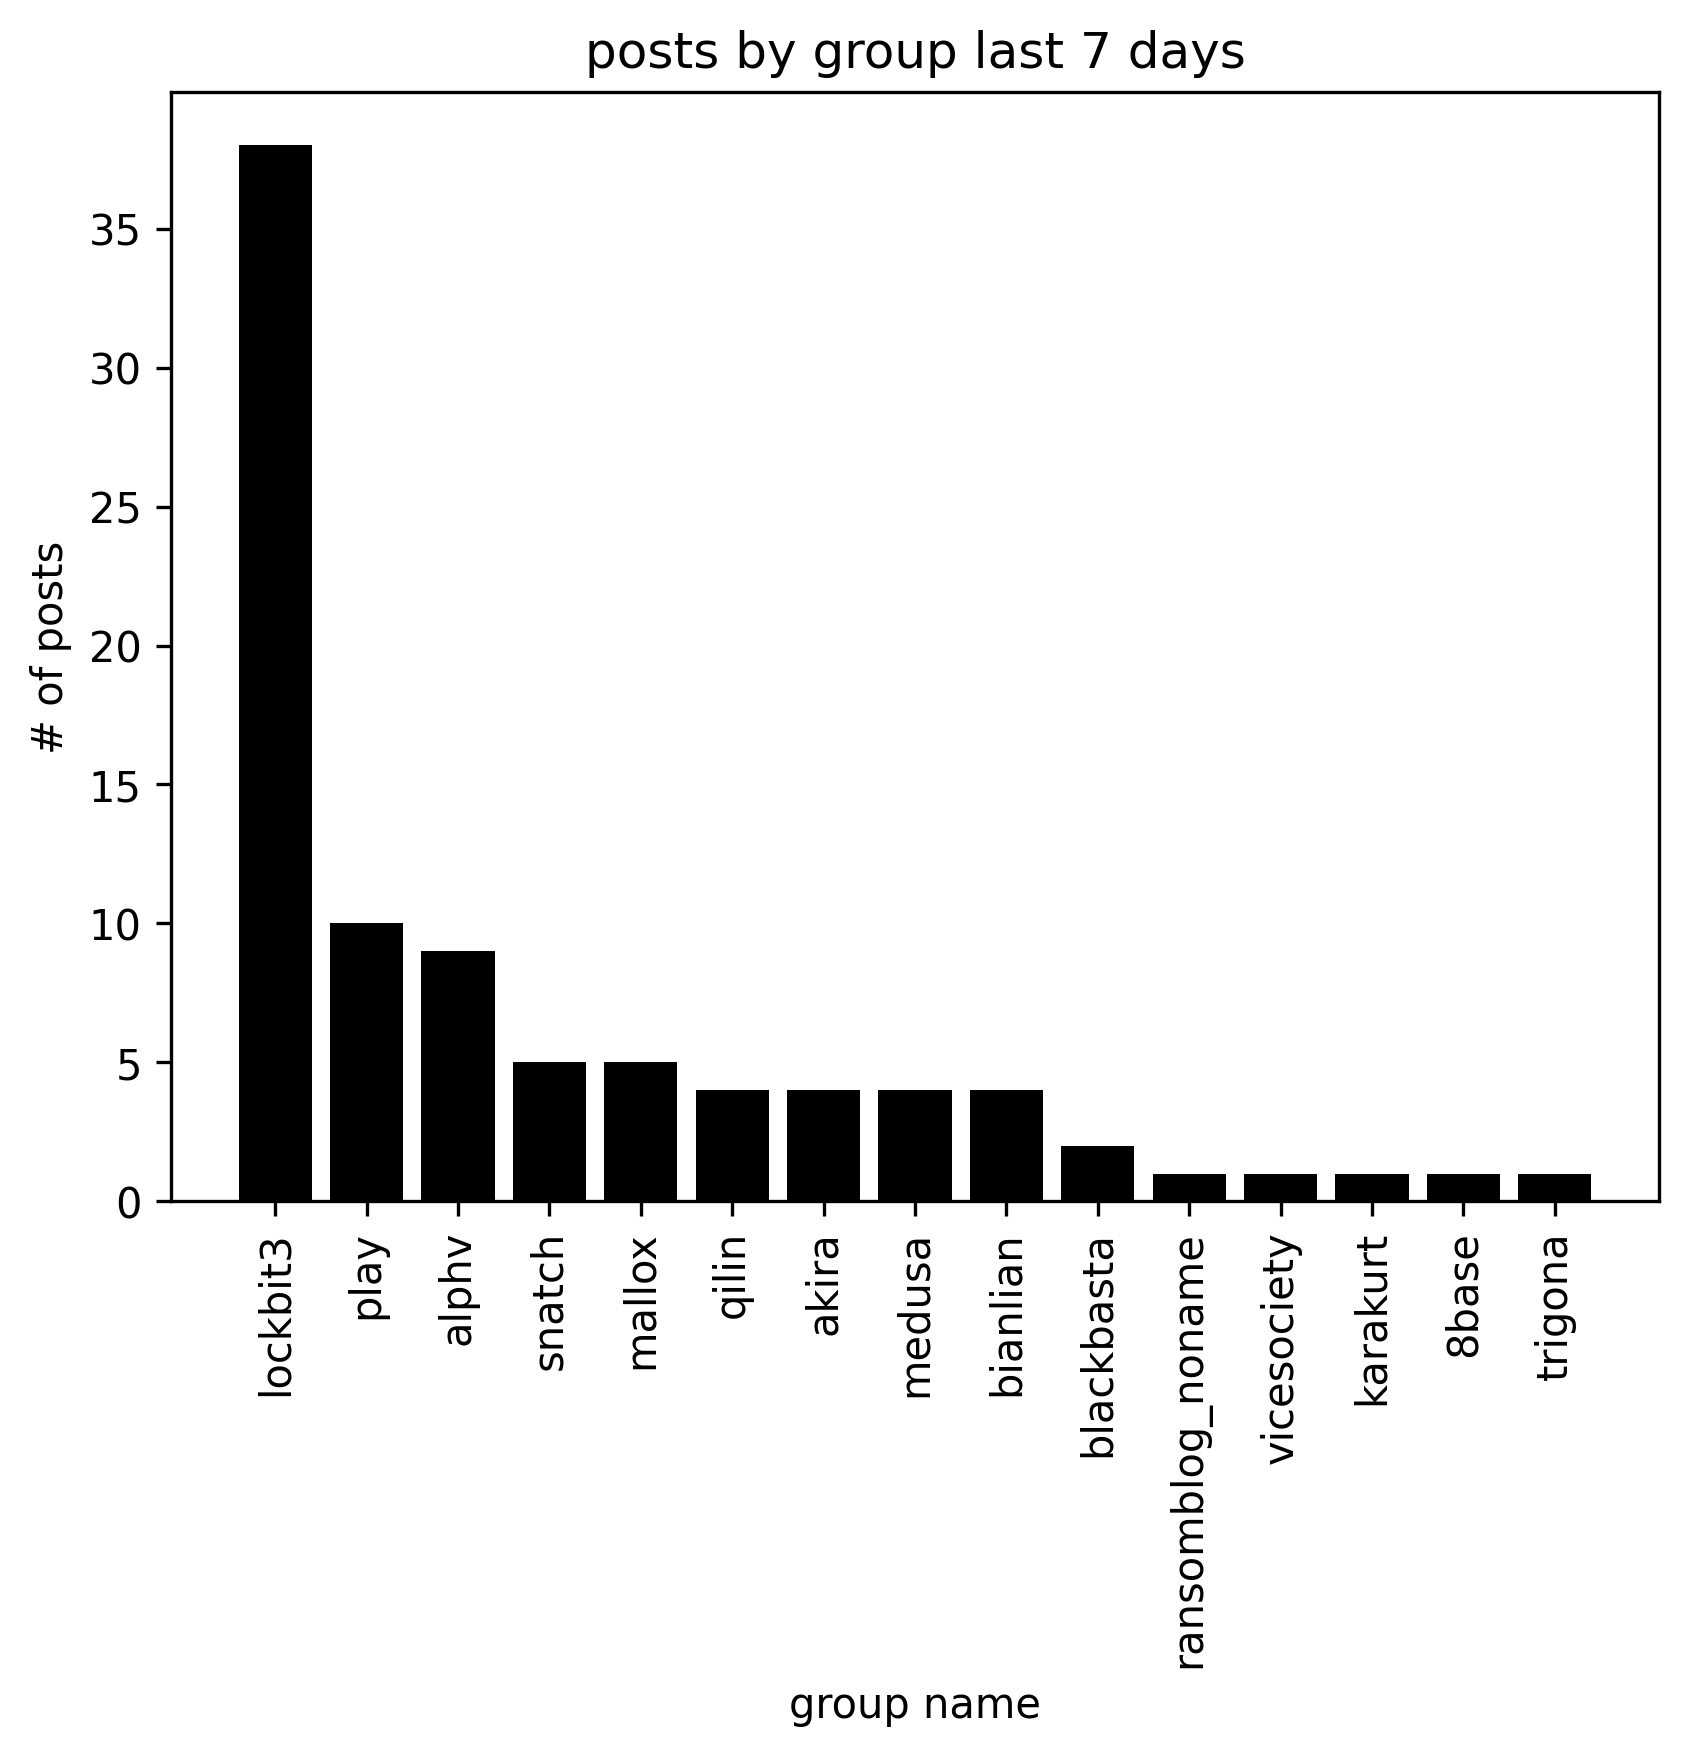 posts by group last 7 days
# of posts
35
30
25
20
15
10
5
0
lockbit3
play
alphv
snatch
mallox
qilin
akira
medusa
bianlian
blackbasta
ransomblog_noname
vicesociety
karakurt
8base
trigona
group name